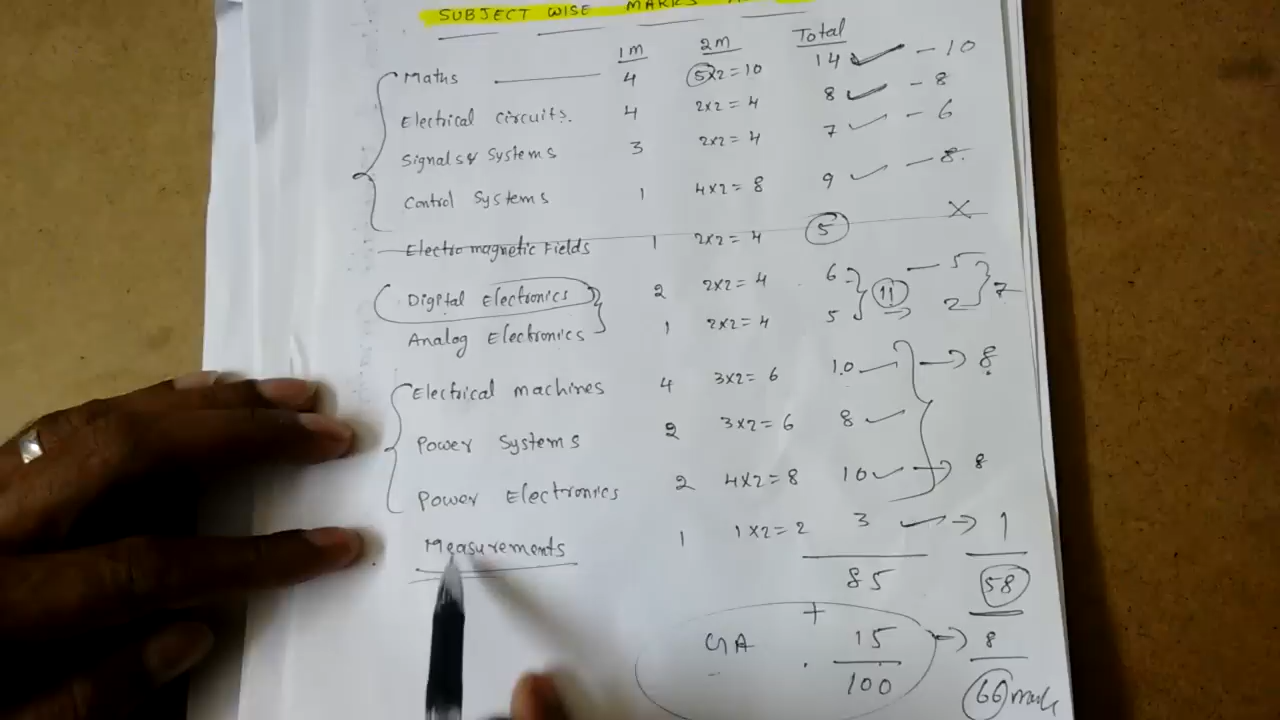 SUBJECT WISE MARKS
1M 2M Total
Maths 4 5x2=10 14 - 10
Electrical circuits. 4 2x2=4 8 - 8
Signals & Systems 3 2x2=4 7 - 6
Control Systems 1 4x2=8 9 - 8
Electromagnetic Fields 1 2x2=4 5 X
Digital Electronics 2 2x2=4 6 - 5
11 7
Analog Electronics 1 2x2=4 5 2
Electrical machines 4 3x2=6 10 → 8
Power Systems 2 3x2=6 8
Power Electronics 2 4x2=8 10 → 8
Measurements 1 1x2=2 3 → 1
85 58
+
GA 15 → 8
100 66 mark